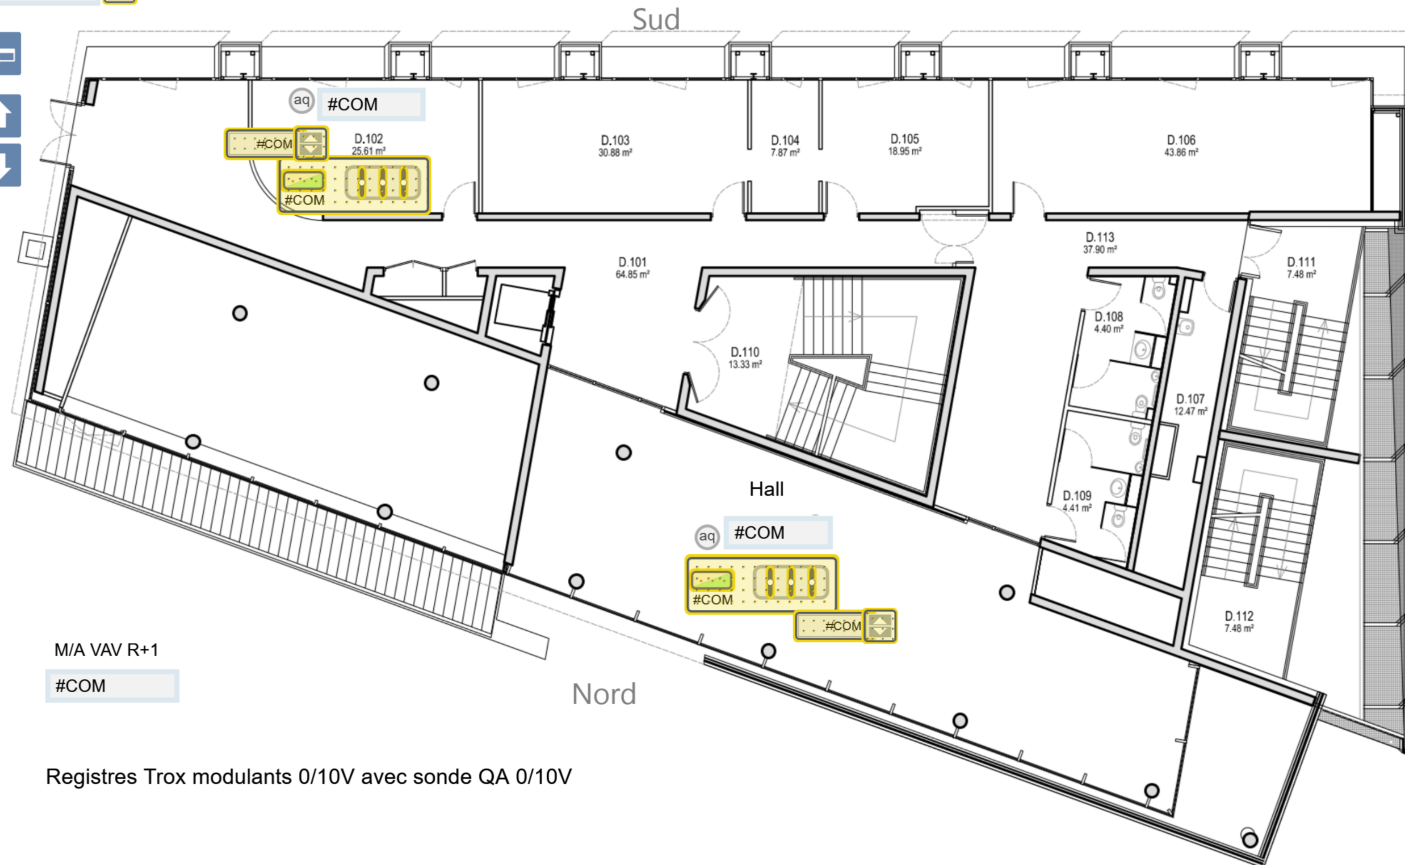 Sud
aq
#COM
#COM
D.102
25.61 m²
#COM
D.103
30.88 m²
D.104
7.87 m²
D.105
18.95 m²
D.106
43.86 m²
D.101
64.85 m²
D.113
37.90 m²
D.111
7.48 m²
D.108
4.40 m²
D.110
13.33 m²
D.107
12.47 m²
D.109
4.41 m²
Hall
aq
#COM
#COM
#COM
D.112
7.48 m²
M/A VAV R+1
#COM
Nord
Registres Trox modulants 0/10V avec sonde QA 0/10V